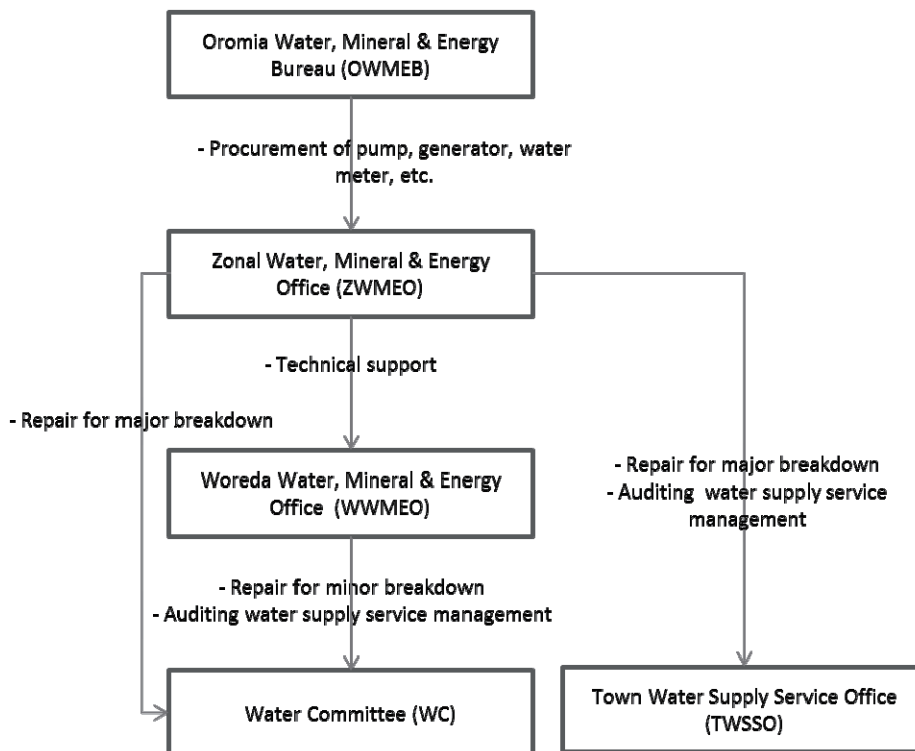 Oromia Water, Mineral & Energy
Bureau (OWMEB)
- Procurement of pump, generator, water
meter, etc.
Zonal Water, Mineral & Energy
Office (ZWMEO)
- Technical support
- Repair for major breakdown
Woreda Water, Mineral & Energy
Office (WWMEO)
- Repair for major breakdown
- Auditing water supply service
management
- Repair for minor breakdown
- Auditing water supply service management
Water Committee (WC)
Town Water Supply Service Office
(TWSSO)